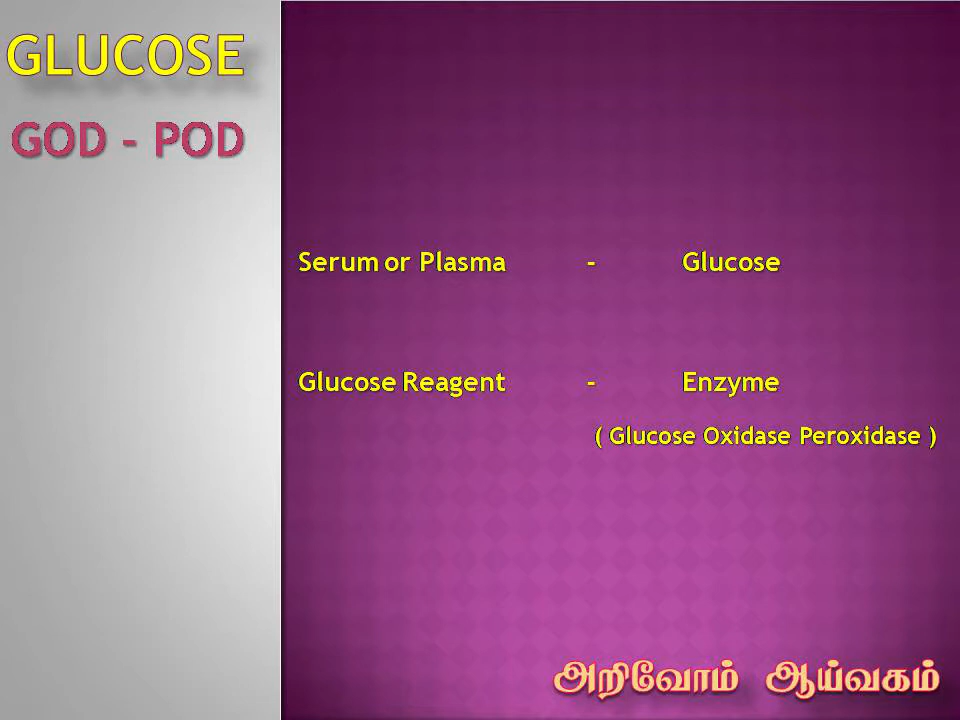 GLUCOSE
GOD - POD
Serum or Plasma - Glucose
Glucose Reagent - Enzyme
( Glucose Oxidase Peroxidase )
அறிவோம் ஆய்வகம்